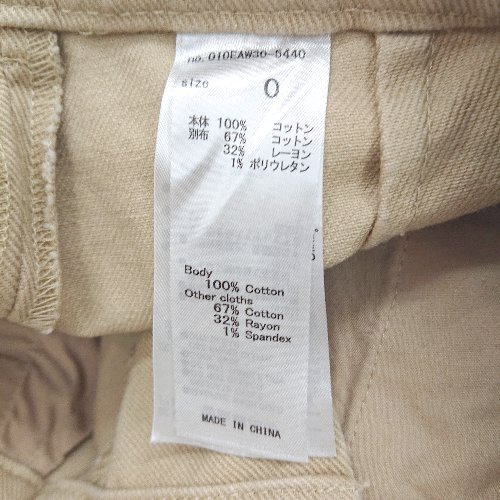 no. 010EAW30-5440
size 0
本体 100% コットン
別布 67% コットン
32% レーヨン
1% ポリウレタン
Body
100% Cotton
Other cloths
67% Cotton
32% Rayon
1% Spandex
MADE IN CHINA